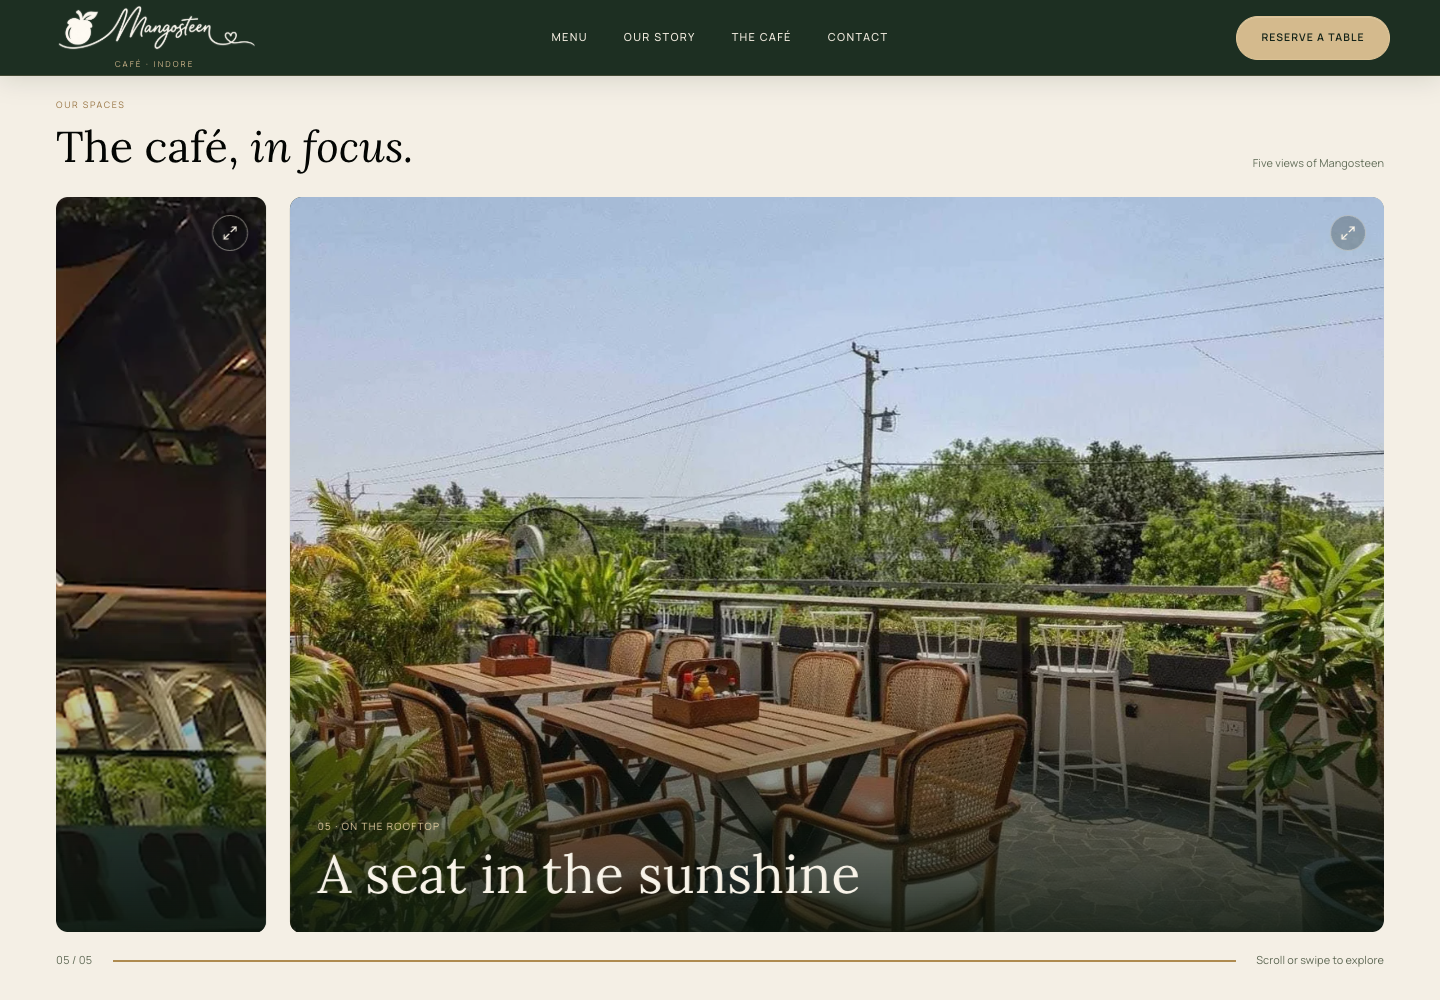 Mangosteen
CAFÉ · INDORE
MENU
OUR STORY
THE CAFÉ
CONTACT
RESERVE A TABLE
OUR SPACES
The café, in focus.
Five views of Mangosteen
R SPO
05 · ON THE ROOFTOP
A seat in the sunshine
05 / 05
Scroll or swipe to explore